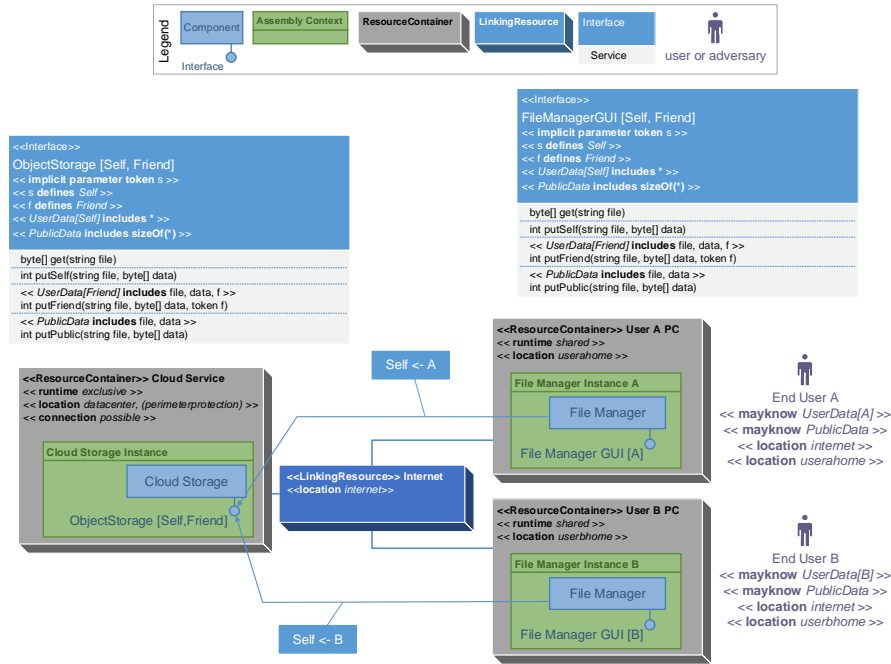 Legend
Component
Interface
Assembly Context
ResourceContainer
LinkingResource
Interface
Service
user or adversary
<<Interface>>
ObjectStorage [Self, Friend]
<< implicit parameter token s >>
<< s defines Self >>
<< f defines Friend >>
<< UserData[Self] includes * >>
<< PublicData includes sizeOf(*) >>
byte[] get(string file)
int putSelf(string file, byte[] data)
<< UserData[Friend] includes file, data, f >>
int putFriend(string file, byte[] data, token f)
<< PublicData includes file, data >>
int putPublic(string file, byte[] data)
<<Interface>>
FileManagerGUI [Self, Friend]
<< implicit parameter token s >>
<< s defines Self >>
<< f defines Friend >>
<< UserData[Self] includes * >>
<< PublicData includes sizeOf(*) >>
byte[] get(string file)
int putSelf(string file, byte[] data)
<< UserData[Friend] includes file, data, f >>
int putFriend(string file, byte[] data, token f)
<< PublicData includes file, data >>
int putPublic(string file, byte[] data)
<<ResourceContainer>> Cloud Service
<< runtime exclusive >>
<< location datacenter, (perimeterprotection) >>
<< connection possible >>
Cloud Storage Instance
Cloud Storage
ObjectStorage [Self,Friend]
Self <- A
<<LinkingResource>> Internet
<<location internet>>
Self <- B
<<ResourceContainer>> User A PC
<< runtime shared >>
<< location userahome >>
File Manager Instance A
File Manager
File Manager GUI [A]
End User A
<< mayknow UserData[A] >>
<< mayknow PublicData >>
<< location internet >>
<< location userahome >>
<<ResourceContainer>> User B PC
<< runtime shared >>
<< location userbhome >>
File Manager Instance B
File Manager
File Manager GUI [B]
End User B
<< mayknow UserData[B] >>
<< mayknow PublicData >>
<< location internet >>
<< location userbhome >>